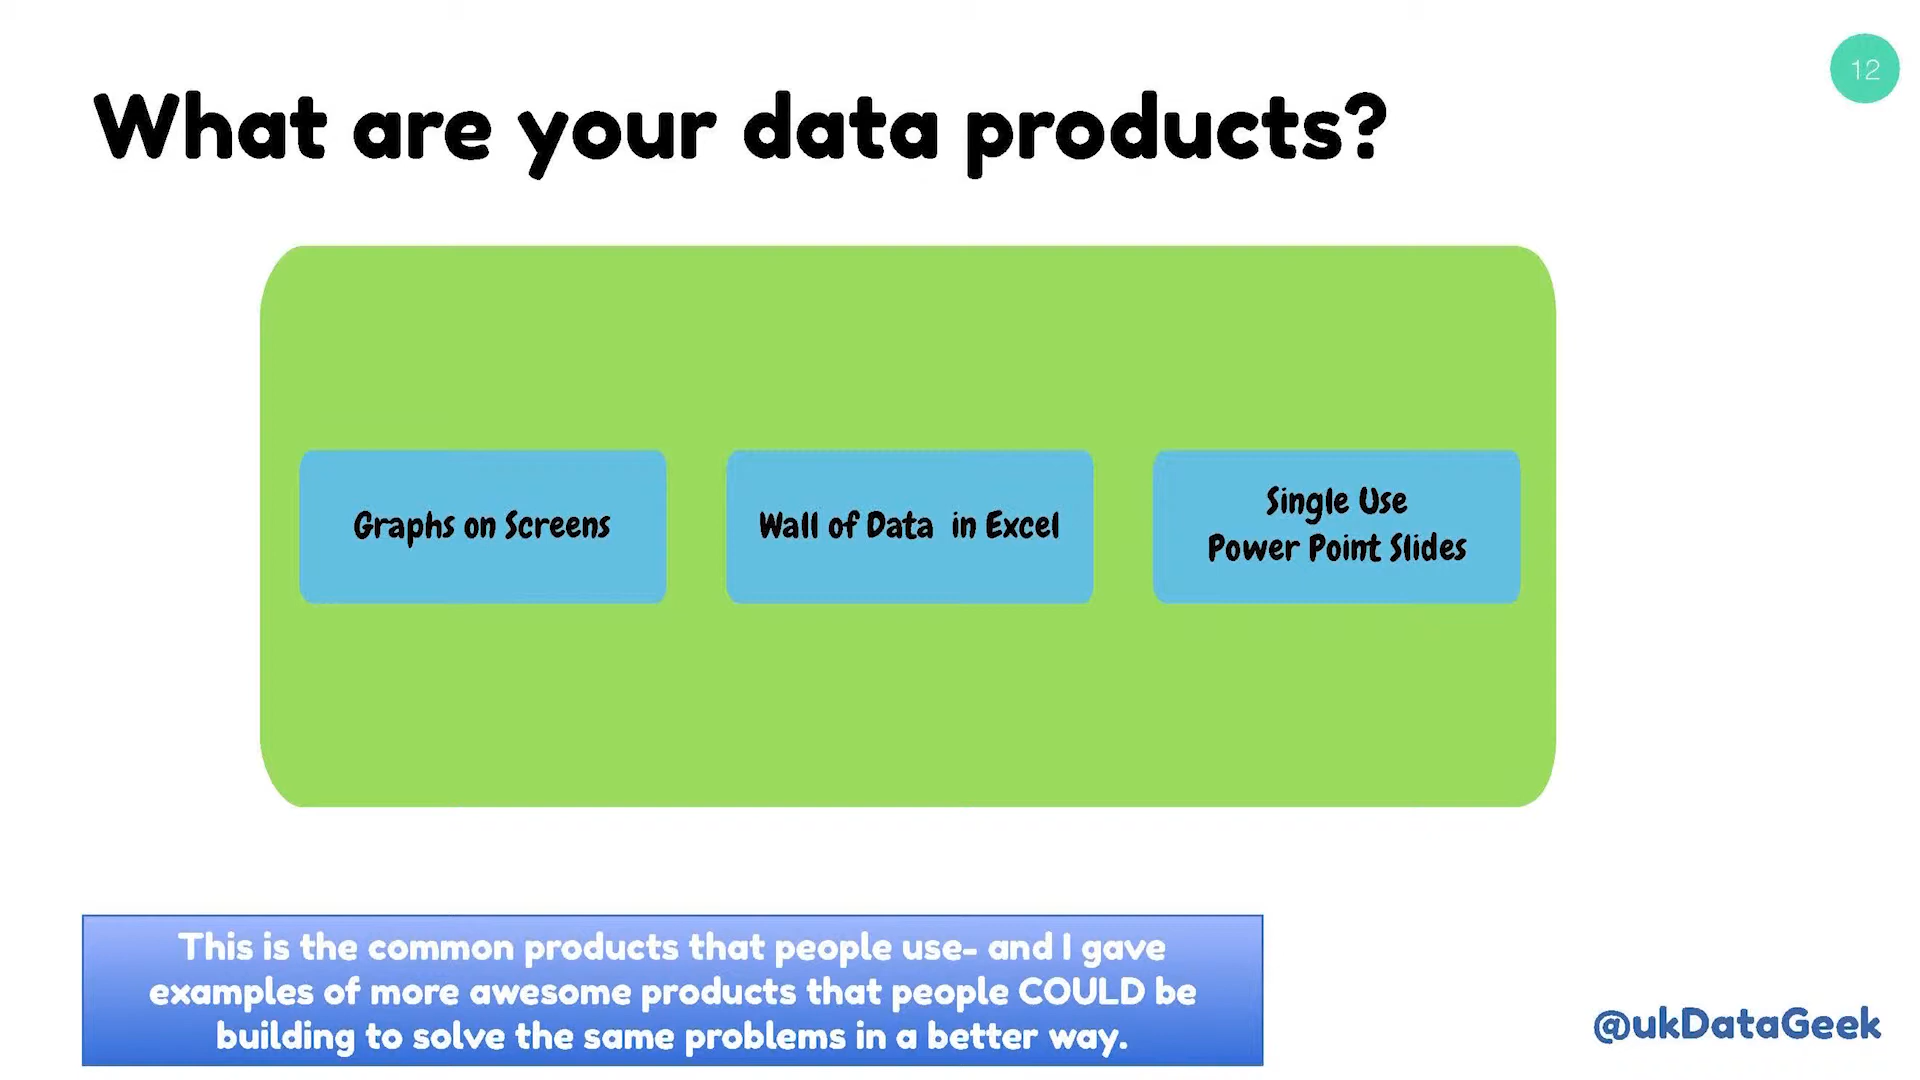 12
What are your data products?
Graphs on Screens
Wall of Data in Excel
Single Use
Power Point Slides
This is the common products that people use- and I gave
examples of more awesome products that people COULD be
building to solve the same problems in a better way.
@ukDataGeek